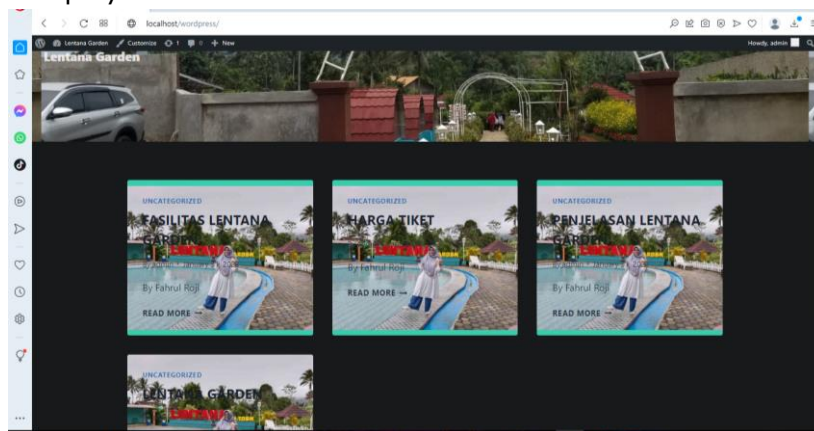 localhost/wordpress/
Lentana Garden Customize 1 0 New
Howdy, admin
Lentana Garden
UNCATEGORIZED
FASILITAS LENTANA
GARDEN
By Fahrul Roji
READ MORE →
UNCATEGORIZED
HARGA TIKET
By Fahrul Roji
READ MORE →
UNCATEGORIZED
PENJELASAN LENTANA
GARDEN
By Fahrul Roji
READ MORE →
UNCATEGORIZED
LENTANA GARDEN